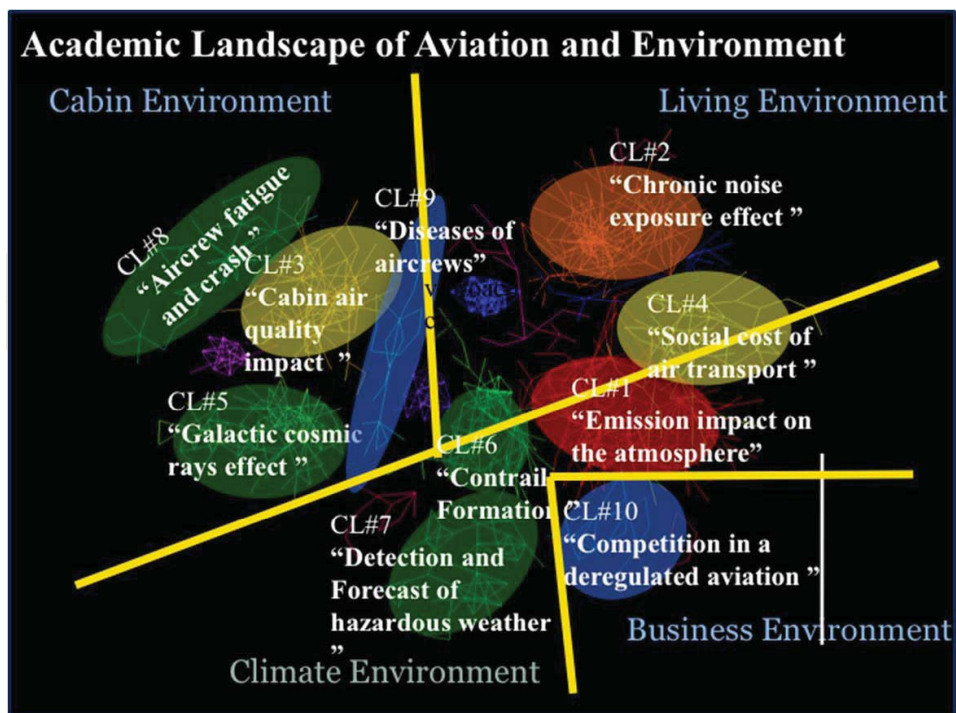 Academic Landscape of Aviation and Environment
Cabin Environment
Living Environment
CL#8
“Aircrew fatigue
and crash”
CL#3
“Cabin air
quality
impact ”
CL#9
“Diseases of
aircrews”
CL#2
“Chronic noise
exposure effect ”
CL#4
“Social cost of
air transport ”
CL#5
“Galactic cosmic
rays effect ”
CL#1
“Emission impact on
the atmosphere”
CL#6
“Contrail
Formation ”
CL#7
“Detection and
Forecast of
hazardous weather
”
CL#10
“Competition in a
deregulated aviation ”
Business Environment
Climate Environment